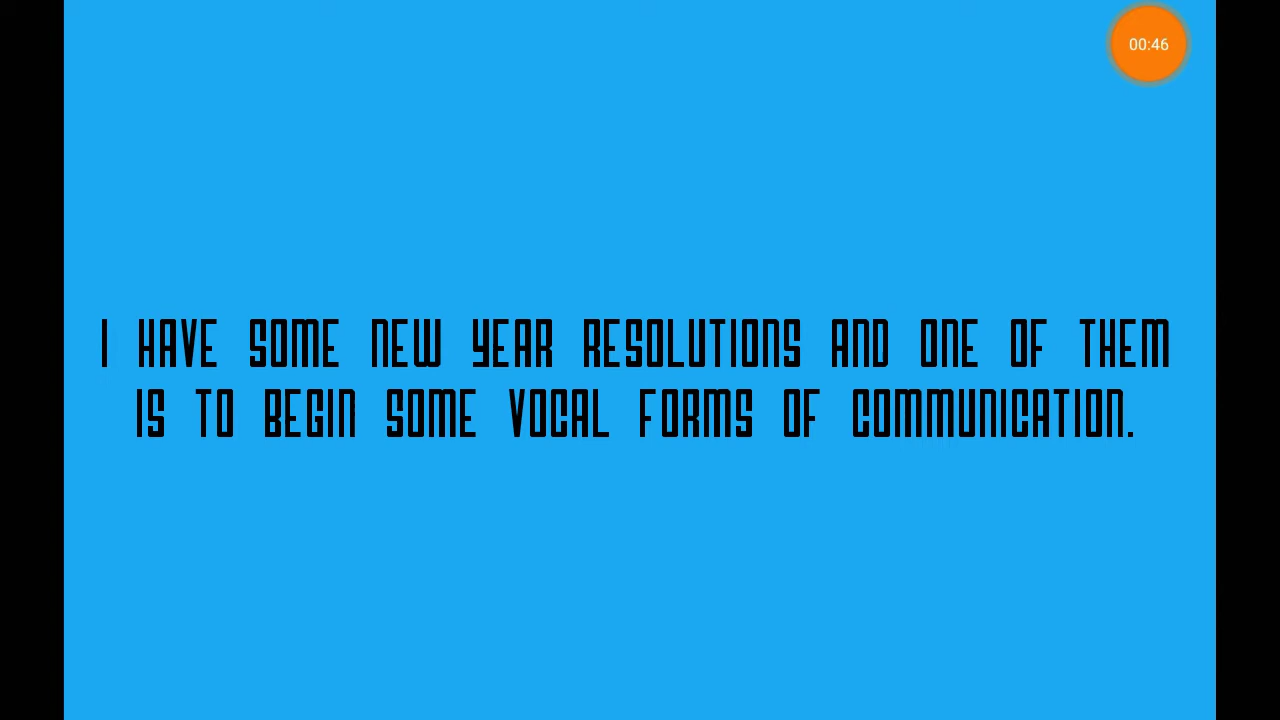 00:46
I HAVE SOME NEW YEAR RESOLUTIONS AND ONE OF THEM
IS TO BEGIN SOME VOCAL FORMS OF COMMUNICATION.